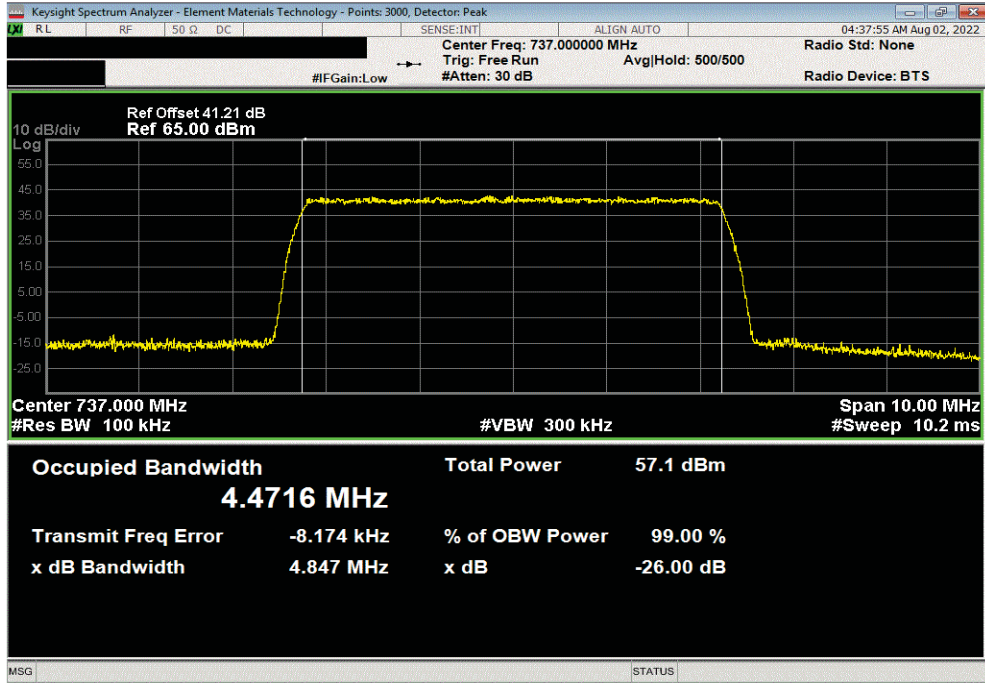 Keysight Spectrum Analyzer - Element Materials Technology - Points: 3000, Detector: Peak
LXI RL RF 50 Ω DC SENSE:INT ALIGN AUTO 04:37:55 AM Aug 02, 2022
Center Freq: 737.000000 MHz Radio Std: None
Trig: Free Run Avg|Hold: 500/500
#IFGain:Low #Atten: 30 dB Radio Device: BTS
Ref Offset 41.21 dB
10 dB/div Ref 65.00 dBm
Log
55.0
45.0
35.0
25.0
15.0
5.00
-5.00
-15.0
-25.0
Center 737.000 MHz Span 10.00 MHz
#Res BW 100 kHz #VBW 300 kHz #Sweep 10.2 ms
Occupied Bandwidth Total Power 57.1 dBm
4.4716 MHz
Transmit Freq Error -8.174 kHz % of OBW Power 99.00 %
x dB Bandwidth 4.847 MHz x dB -26.00 dB
MSG STATUS